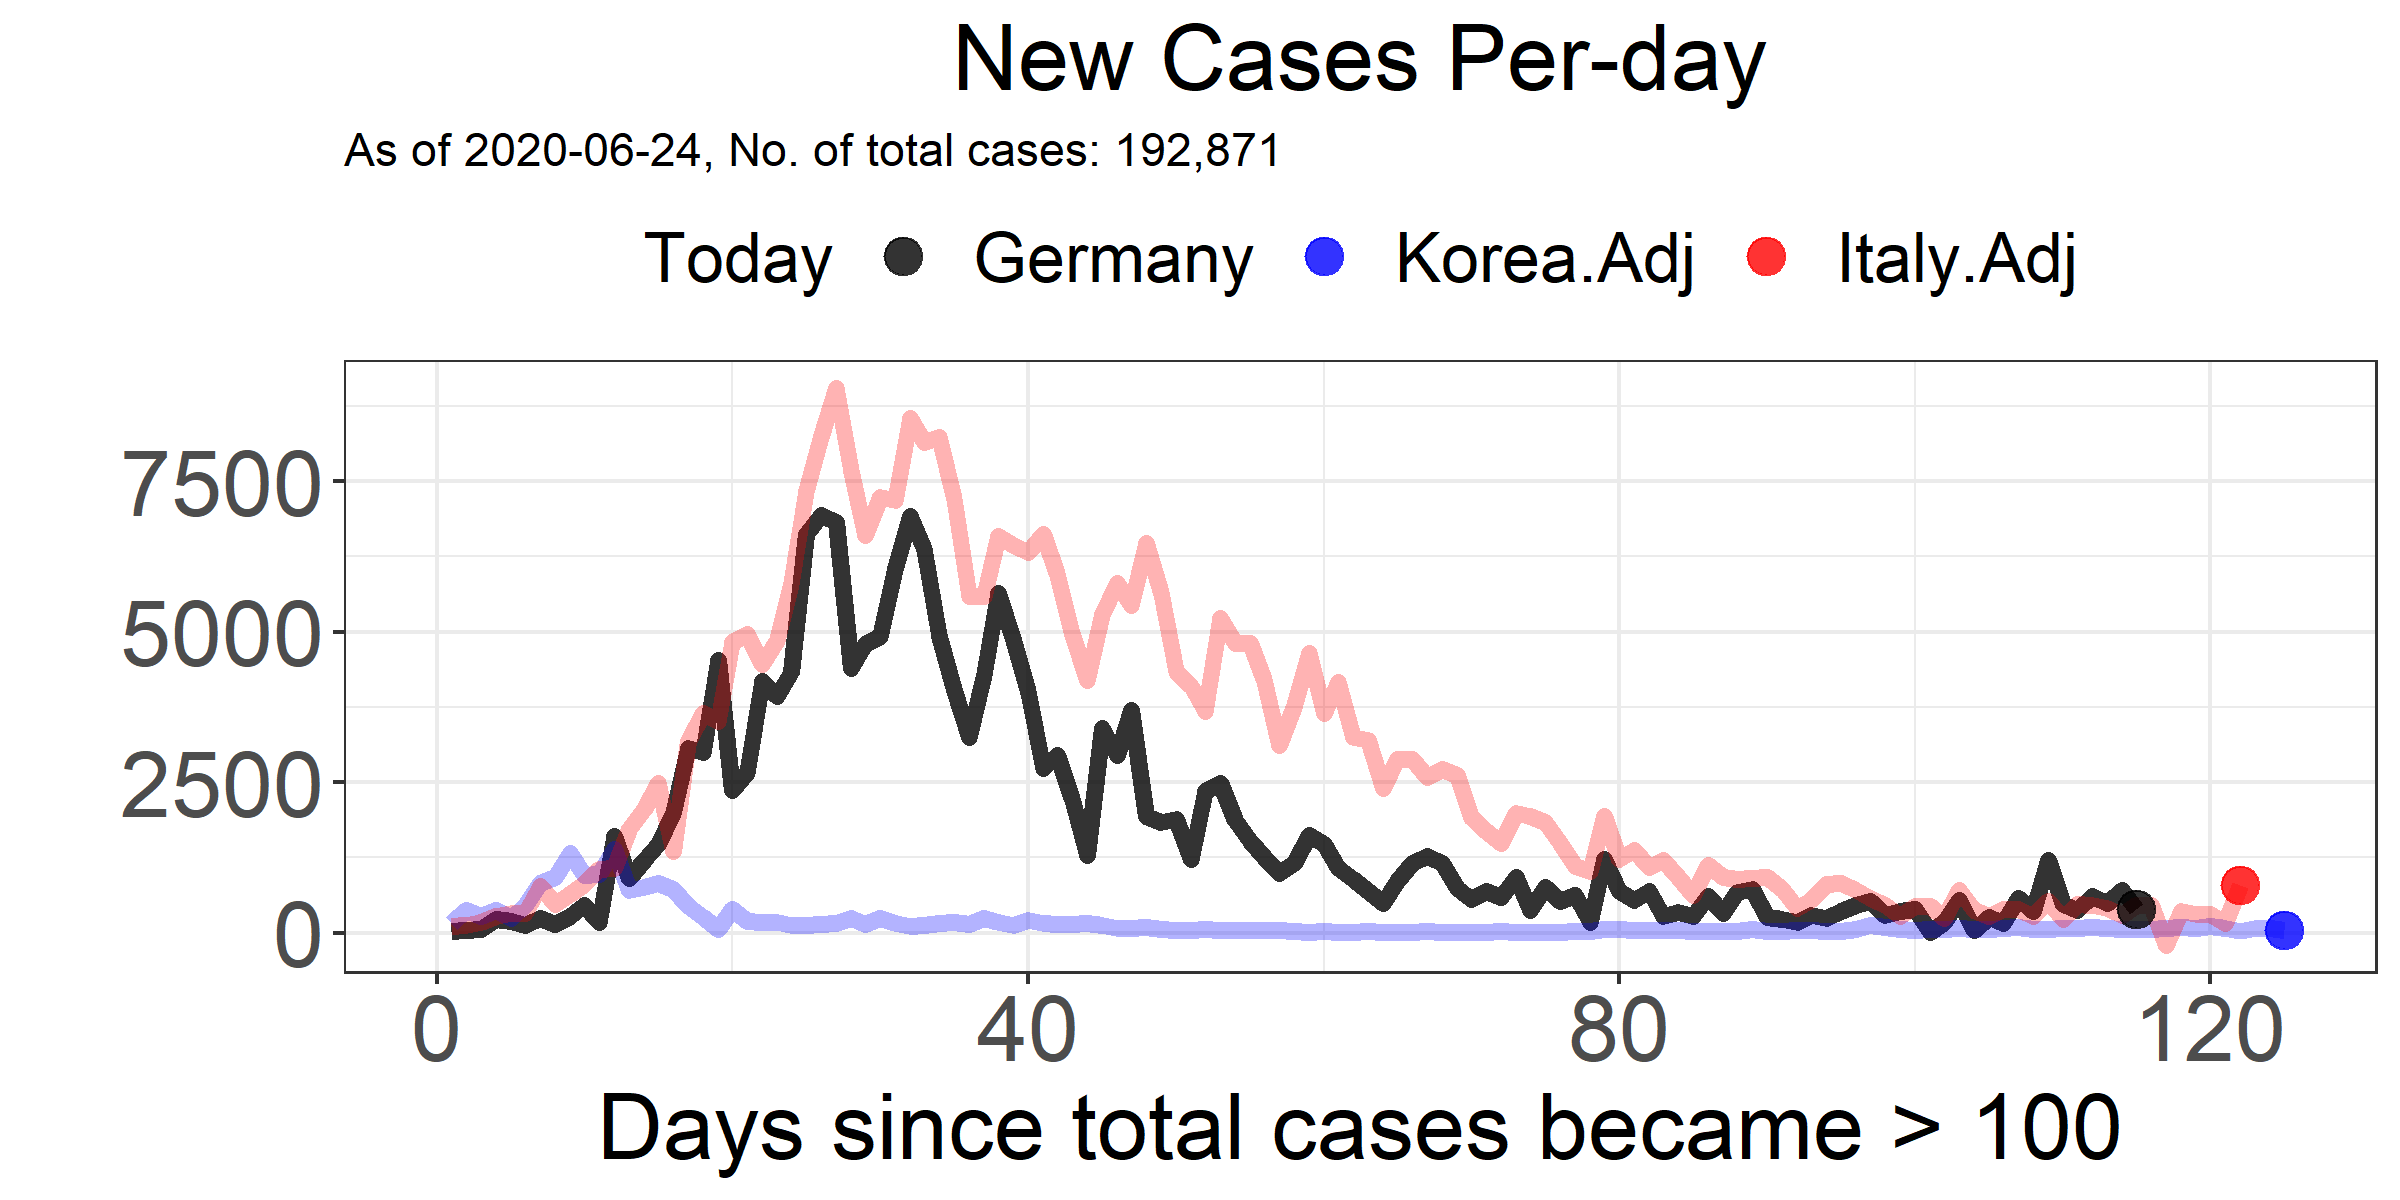 New Cases Per-day
As of 2020-06-24, No. of total cases: 192,871
Today Germany Korea.Adj Italy.Adj
7500
5000
2500
0
0 40 80 120
Days since total cases became > 100